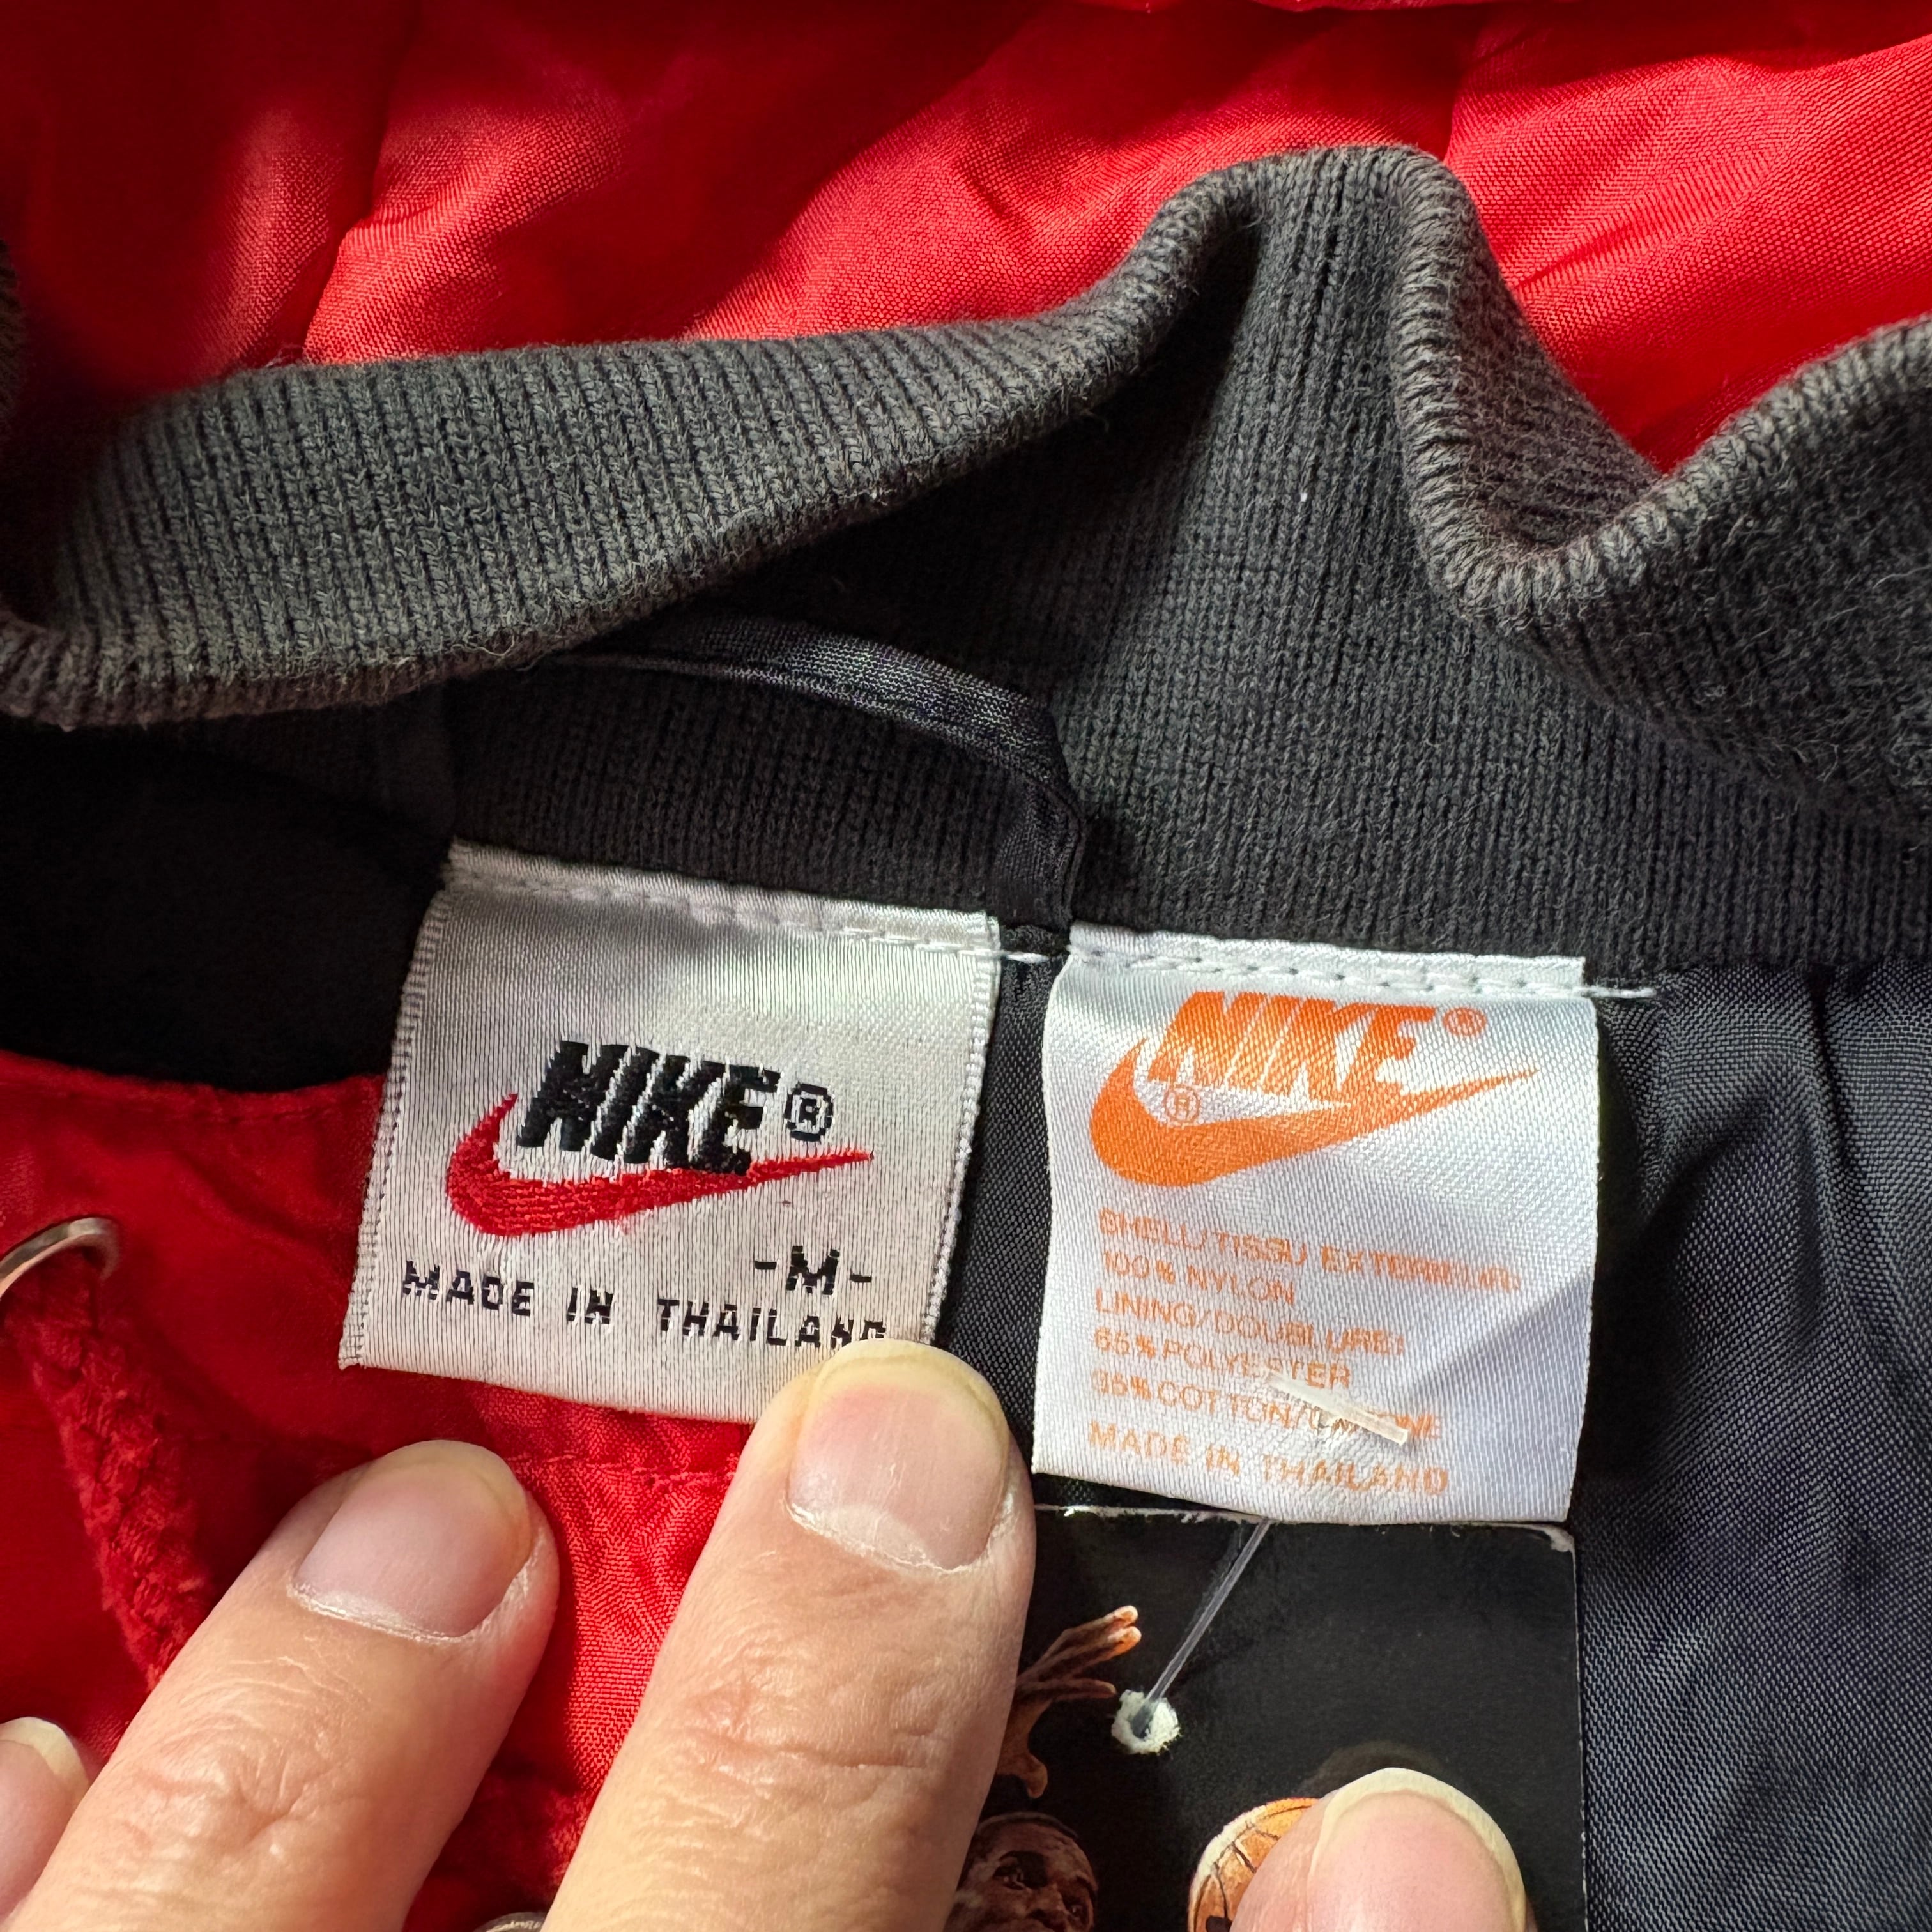 NIKE®
-M-
MADE IN THAILAND
NIKE®
®
SHELL/TISSU EXTERIEUR:
100% NYLON
LINING/DOUBLURE:
65% POLYESTER
35% COTTON/
MADE IN THAILAND